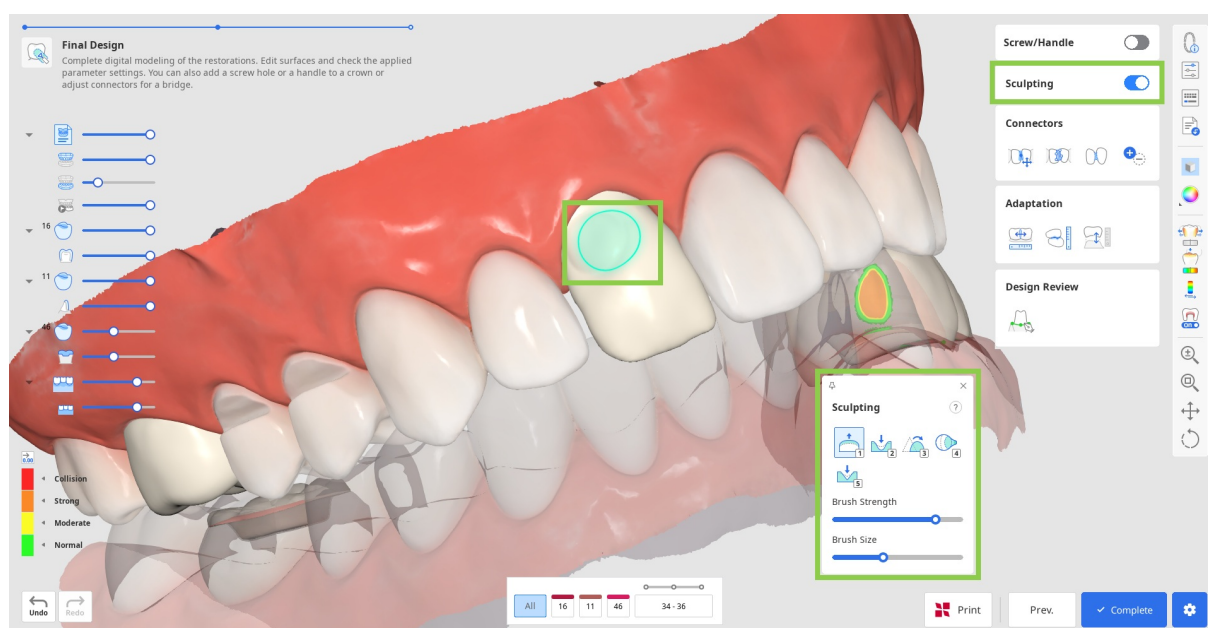 Final Design
Complete digital modeling of the restorations. Edit surfaces and check the applied
parameter settings. You can also add a screw hole or a handle to a crown or
adjust connectors for a bridge.
16
11
46
0.00
Collision
Strong
Moderate
Normal
Undo
Redo
All
16
11
46
34 - 36
Screw/Handle
Sculpting
Connectors
Adaptation
Design Review
Sculpting
?
1
2
3
4
5
Brush Strength
Brush Size
ON
Print
Prev.
Complete